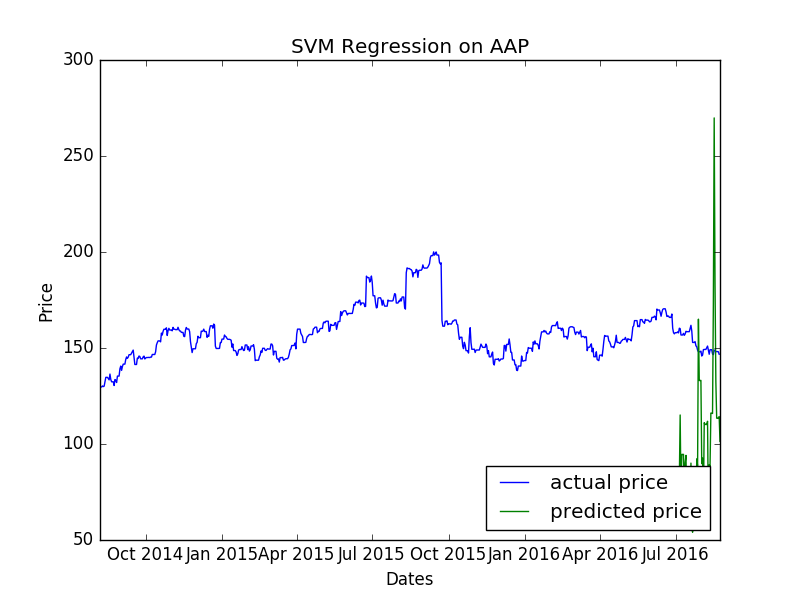 SVM Regression on AAP
300
250
200
150
100
50
Price
actual price
predicted price
Oct 2014 Jan 2015 Apr 2015 Jul 2015 Oct 2015 Jan 2016 Apr 2016 Jul 2016
Dates